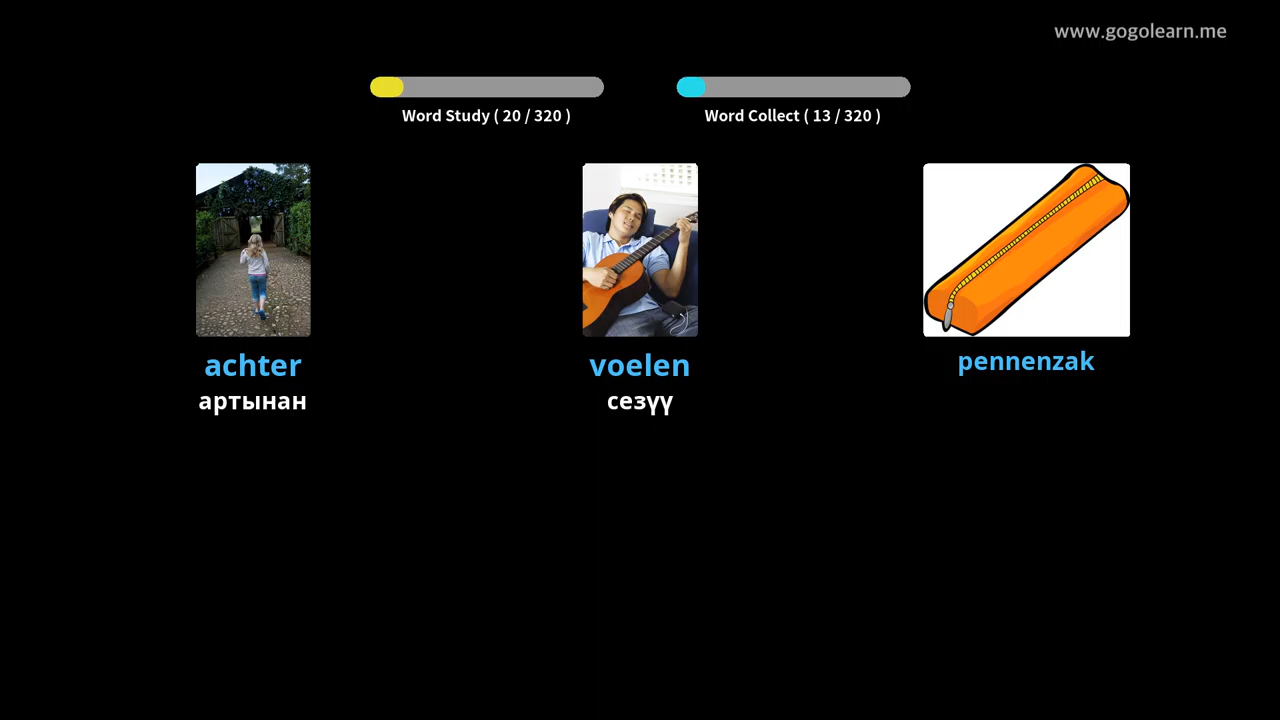 www.gogolearn.me
Word Study ( 20 / 320 )
Word Collect ( 13 / 320 )
achter
артынан
voelen
сезүү
pennenzak